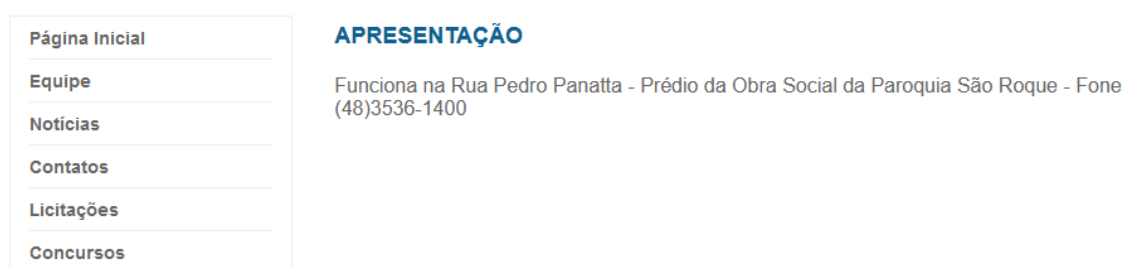 Página Inicial
Equipe
Notícias
Contatos
Licitações
Concursos
APRESENTAÇÃO
Funciona na Rua Pedro Panatta - Prédio da Obra Social da Paroquia São Roque - Fone
(48)3536-1400